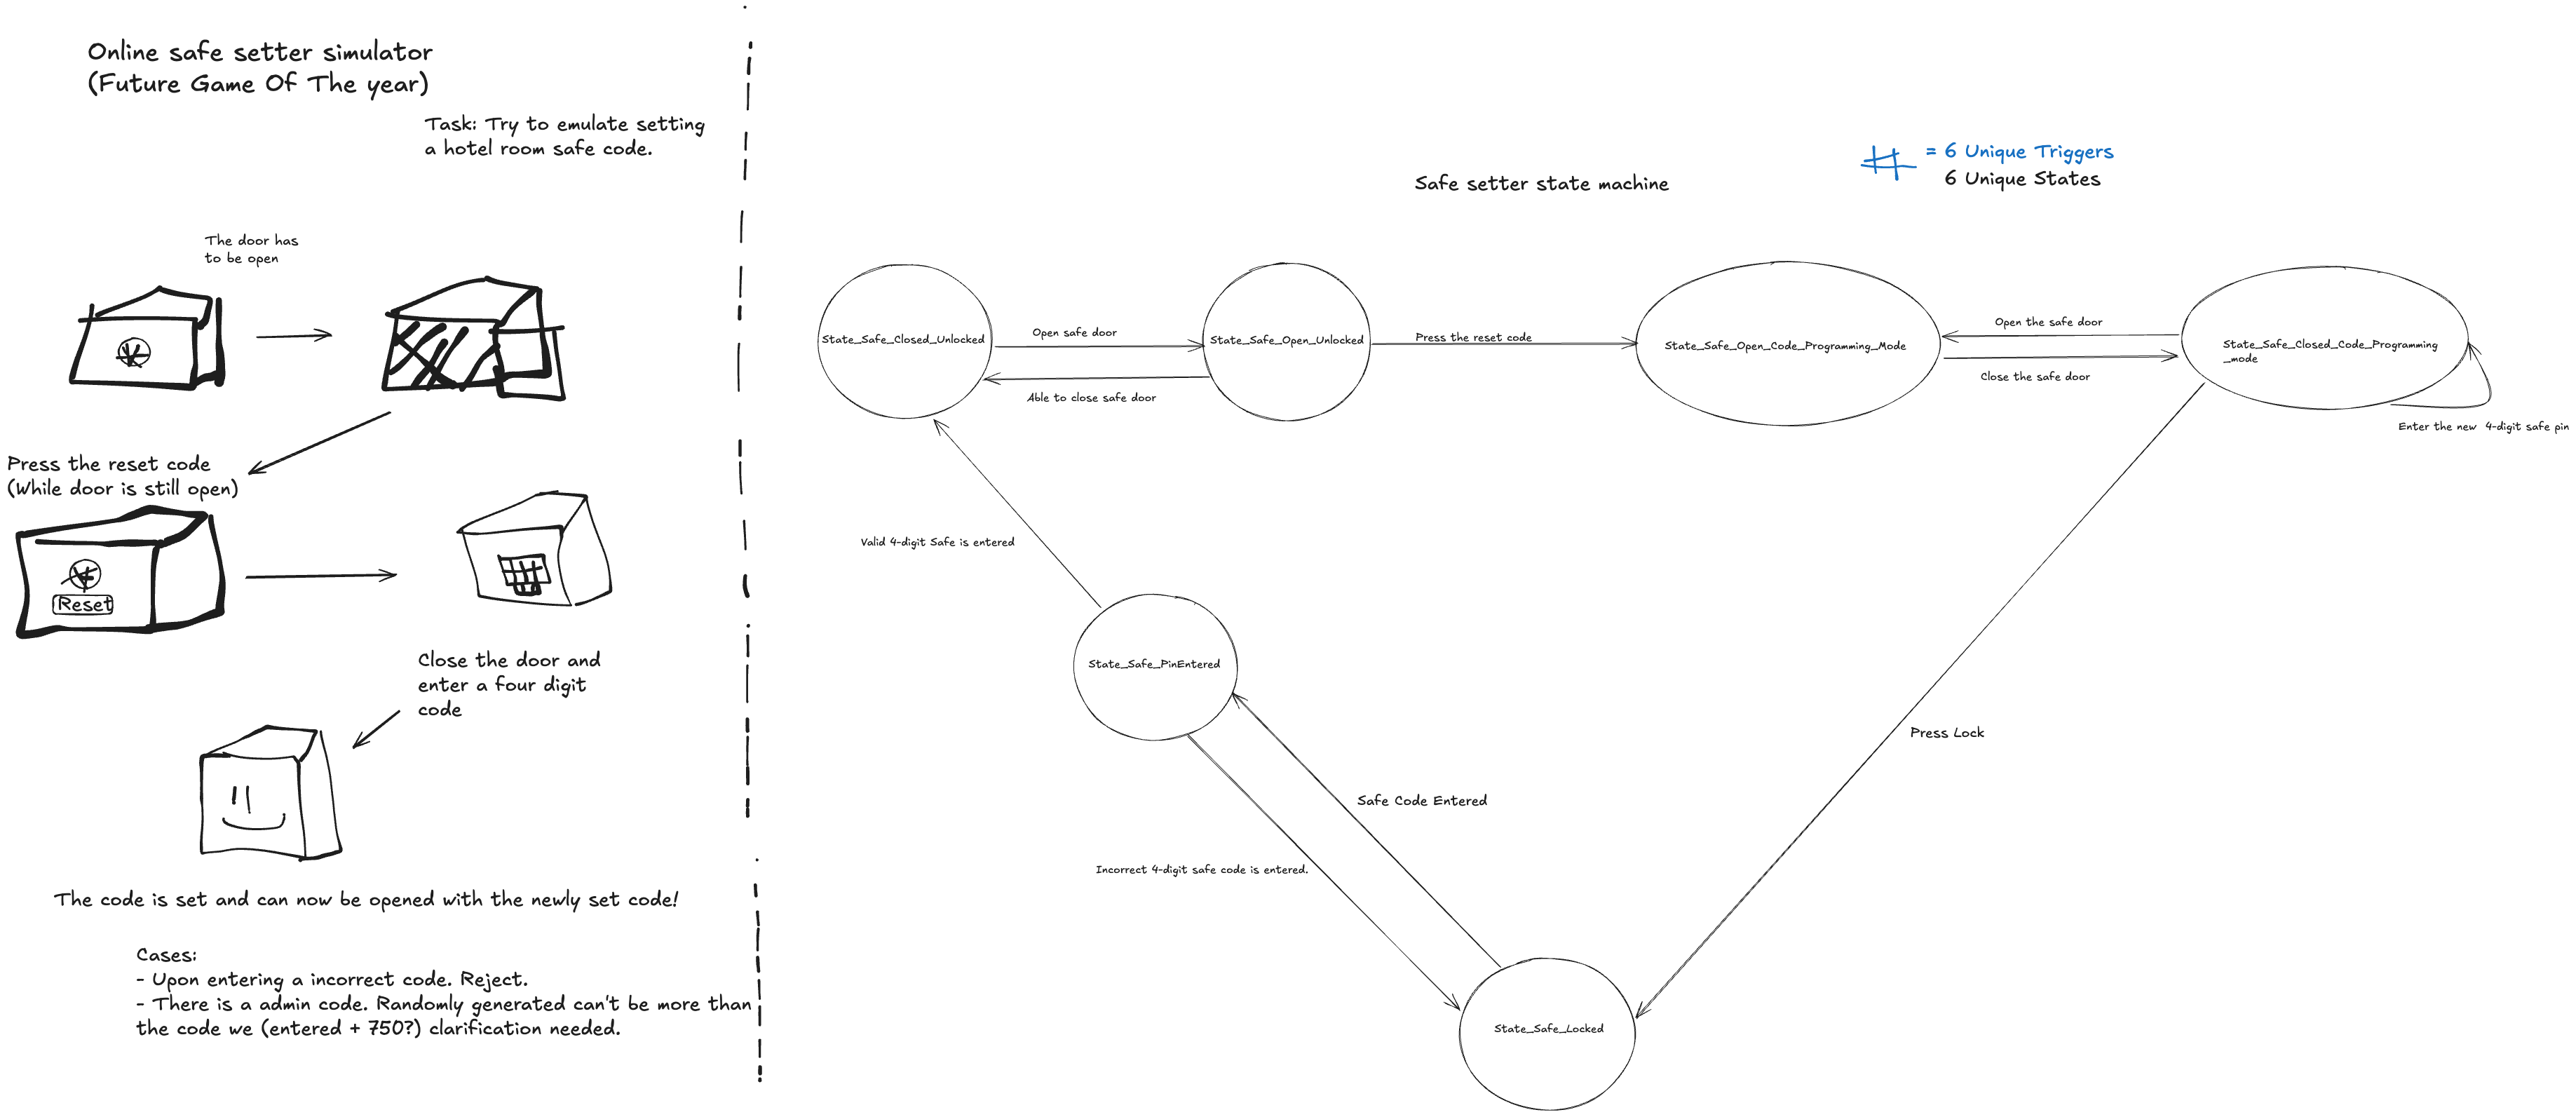 Online safe setter simulator
(Future Game Of The year)
Task: Try to emulate setting
a hotel room safe code.
The door has
to be open
Press the reset code
(While door is still open)
Reset
Close the door and
enter a four digit
code
The code is set and can now be opened with the newly set code!
Cases:
- Upon entering a incorrect code. Reject.
- There is a admin code. Randomly generated can't be more than
the code we (entered + 750?) clarification needed.
Safe setter state machine
= 6 Unique Triggers
6 Unique States
State_Safe_Closed_Unlocked
Open safe door
Able to close safe door
State_Safe_Open_Unlocked
Press the reset code
State_Safe_Open_Code_Programming_Mode
Open the safe door
Close the safe door
State_Safe_Closed_Code_Programming
_mode
Enter the new 4-digit safe pin
Valid 4-digit Safe is entered
State_Safe_PinEntered
Press Lock
Safe Code Entered
Incorrect 4-digit safe code is entered.
State_Safe_Locked